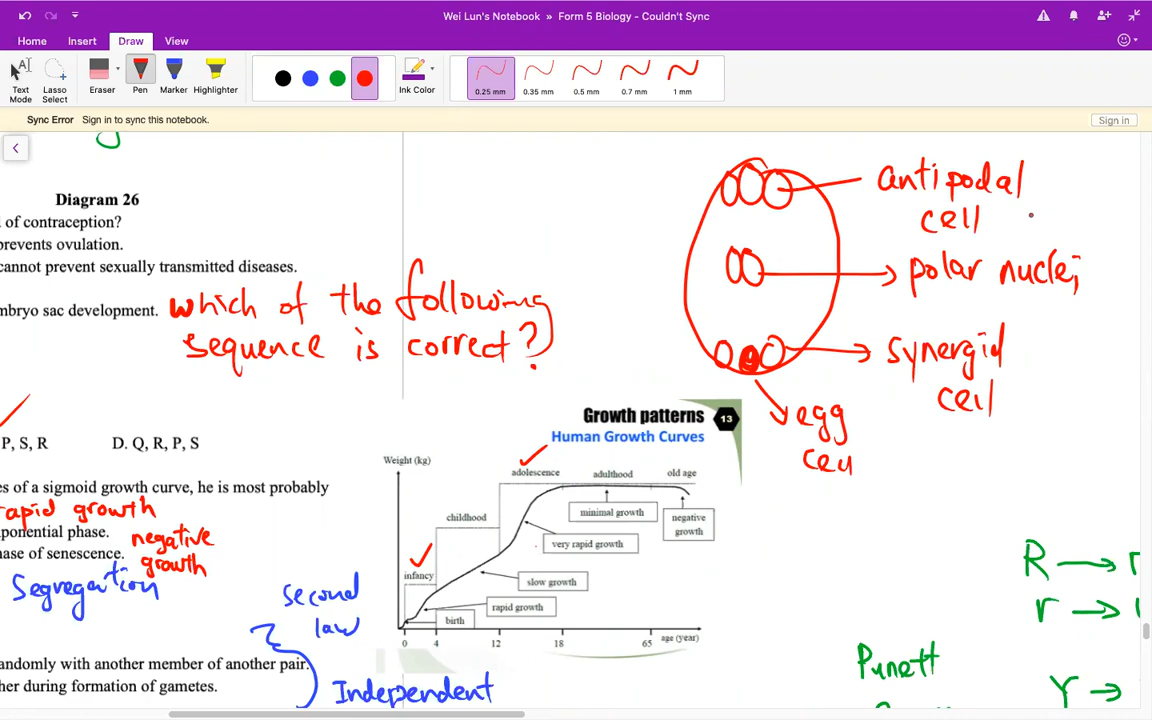 Wei Lun's Notebook » Form 5 Biology - Couldn't Sync
Home Insert Draw View
Text Mode
Lasso Select
Eraser
Pen
Marker
Highlighter
Ink Color
0.25 mm
0.35 mm
0.5 mm
0.7 mm
1 mm
Sync Error Sign in to sync this notebook.
Sign in
Diagram 26
d of contraception?
prevents ovulation.
cannot prevent sexually transmitted diseases.
mbryo sac development.
which of the following
sequence is correct?
P, S, R D. Q, R, P, S
es of a sigmoid growth curve, he is most probably
rapid growth
ponential phase.
negative
hase of senescence.
growth
Segregation
second
law
andomly with another member of another pair.
her during formation of gametes.
Independent
antipodal
cell
polar nuclei
synergid
cell
egg
cell
Growth patterns 13
Human Growth Curves
Weight (kg)
adolescence adulthood old age
childhood
minimal growth
negative
growth
very rapid growth
infancy
slow growth
rapid growth
birth
0 4 12 18 65 age (year)
R
r
Punett
Y